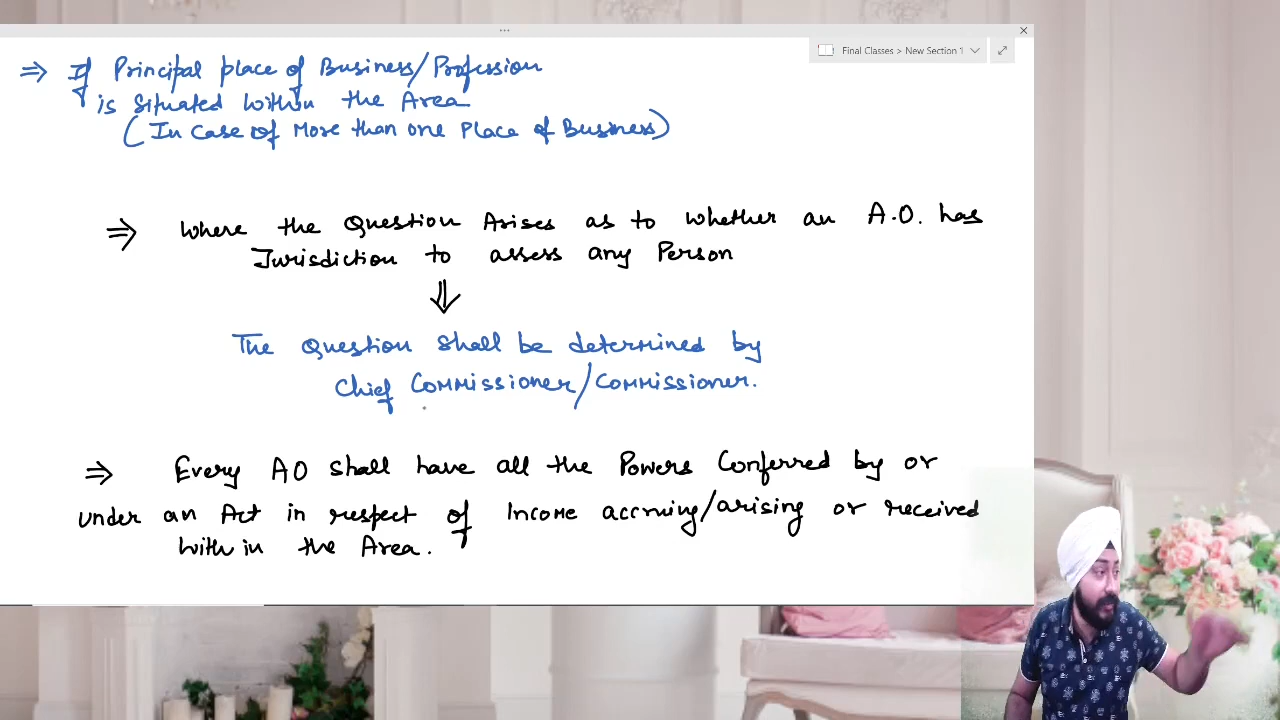 Final Classes > New Section 1
⇒ If Principal place of Business/Profession
is situated within the Area
(In Case of More than one Place of Business)
⇒ Where the Question Arises as to whether an A.O. has
Jurisdiction to assess any Person
⇓
The Question shall be determined by
Chief Commissioner/Commissioner.
⇒ Every AO shall have all the Powers Conferred by or
under an Act in respect of Income accruing/arising or received
within the Area.